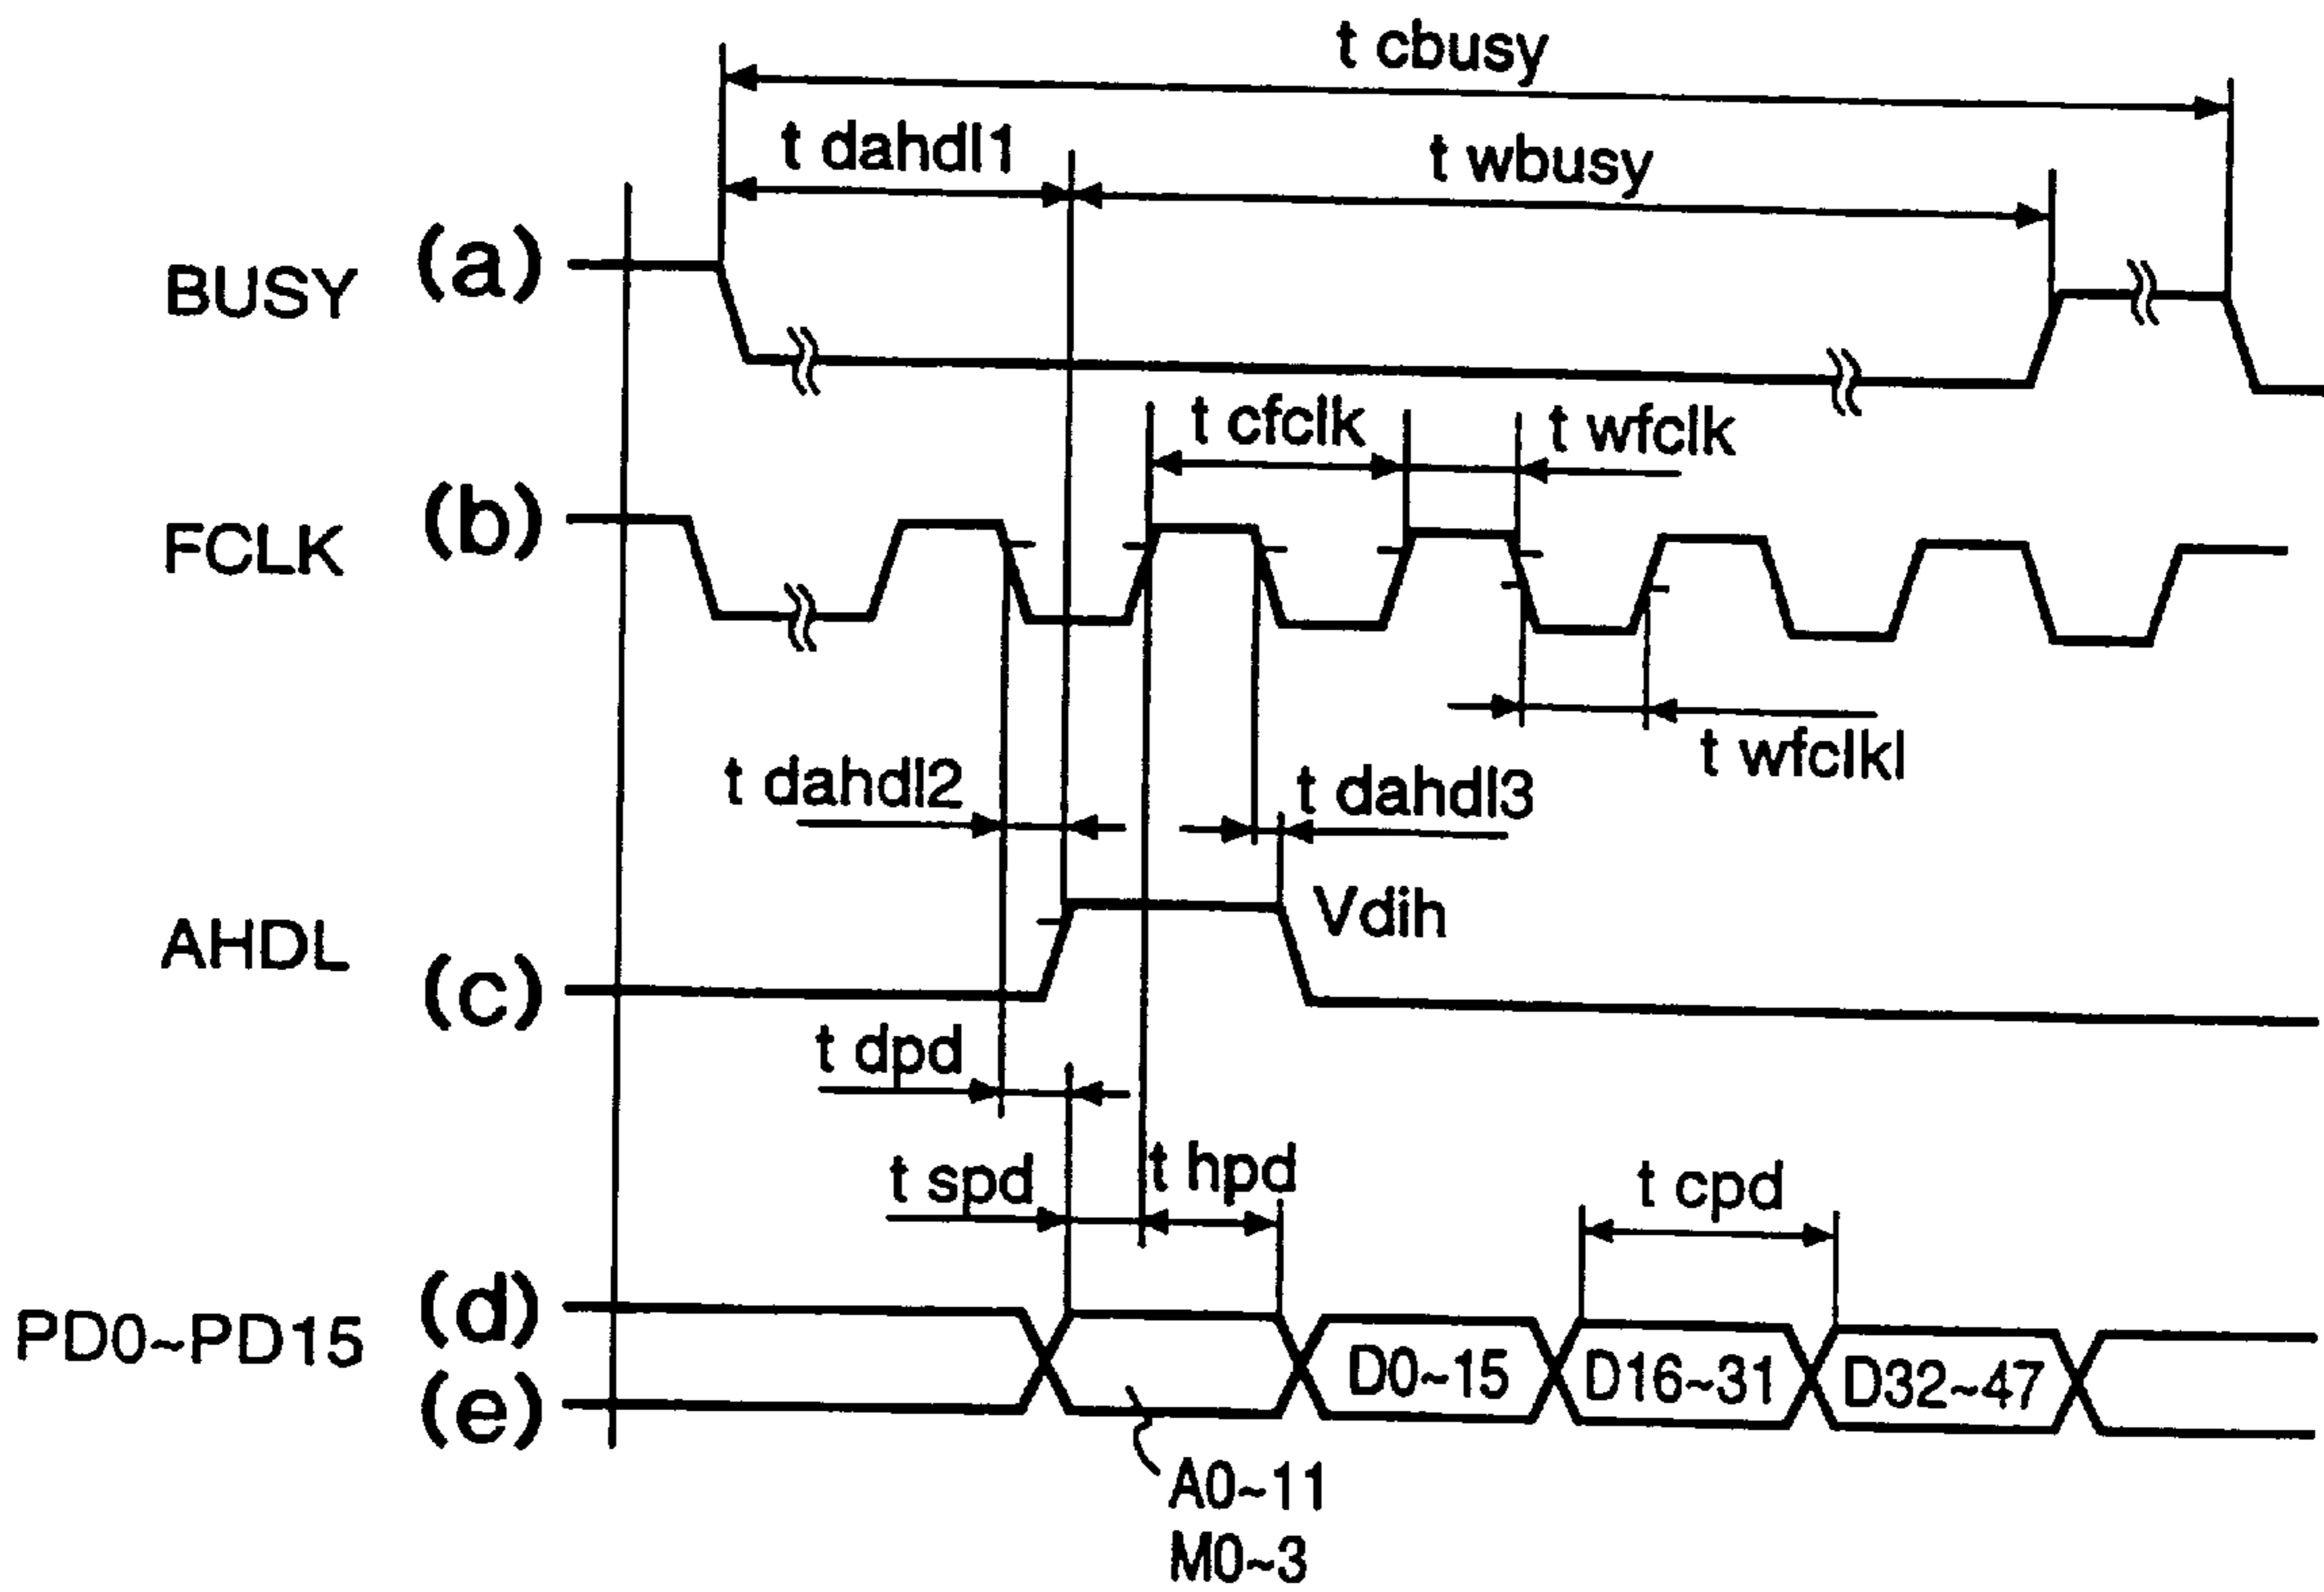 t cbusy
t dahdl1
t wbusy
BUSY (a)
t cfclk t wfclk
FCLK (b)
t wfclkl
t dahdl2 t dahdl3
Vdih
AHDL (c)
t dpd
t spd t hpd t cpd
(d)
PD0~PD15
D0~15 D16~31 D32~47
(e)
A0~11
M0~3